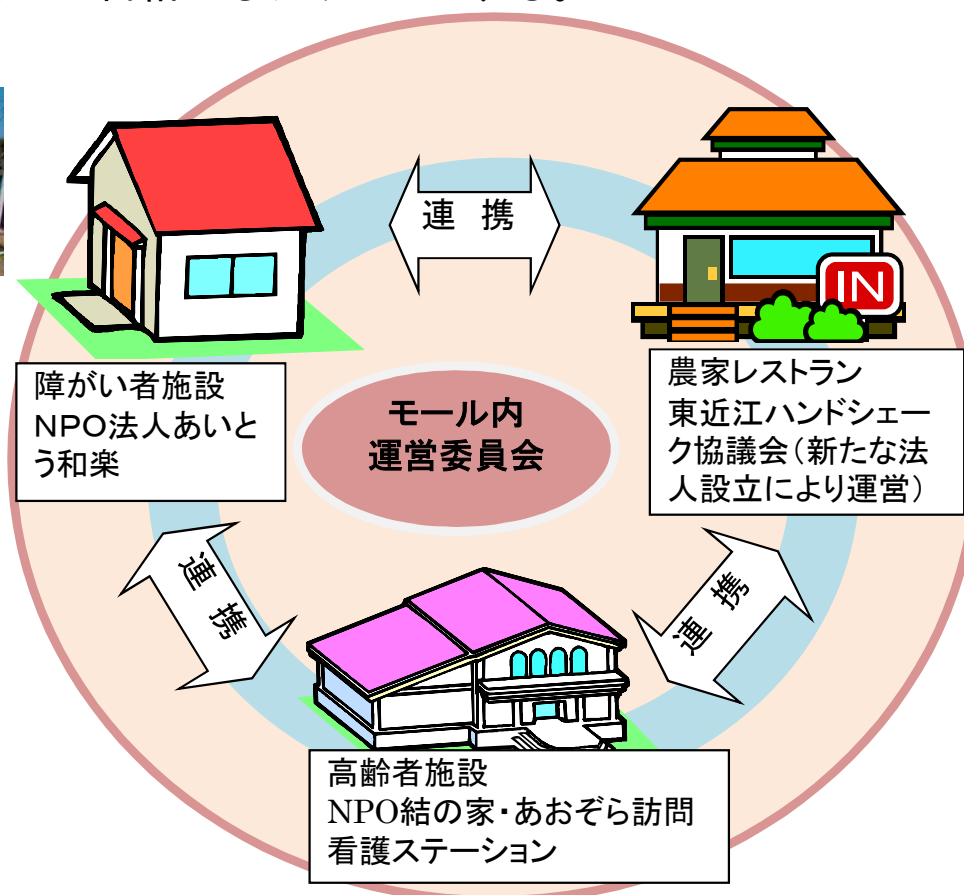 連 携
IN
障がい者施設
NPO法人あいと
う和楽
モール内
運営委員会
農家レストラン
東近江ハンドシェー
ク協議会(新たな法
人設立により運営)
連 携
連 携
高齢者施設
NPO結の家・あおぞら訪問
看護ステーション